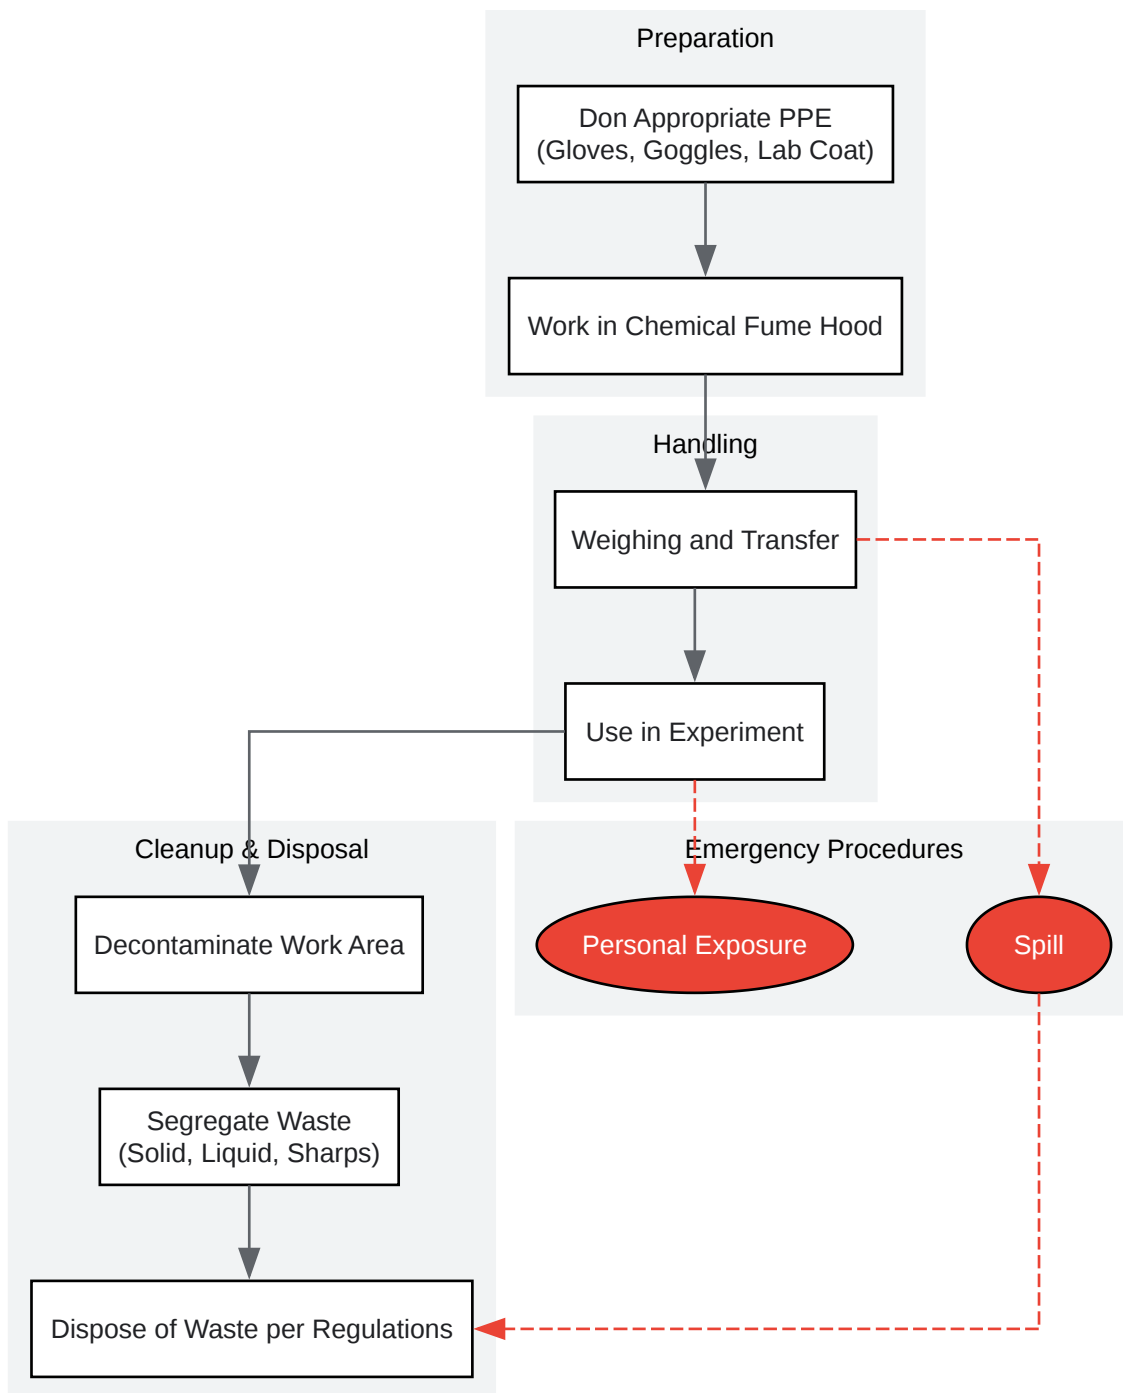 Preparation
Don Appropriate PPE
(Gloves, Goggles, Lab Coat)
Work in Chemical Fume Hood
Handling
Weighing and Transfer
Use in Experiment
Cleanup & Disposal
Emergency Procedures
Decontaminate Work Area
Personal Exposure
Spill
Segregate Waste
(Solid, Liquid, Sharps)
Dispose of Waste per Regulations